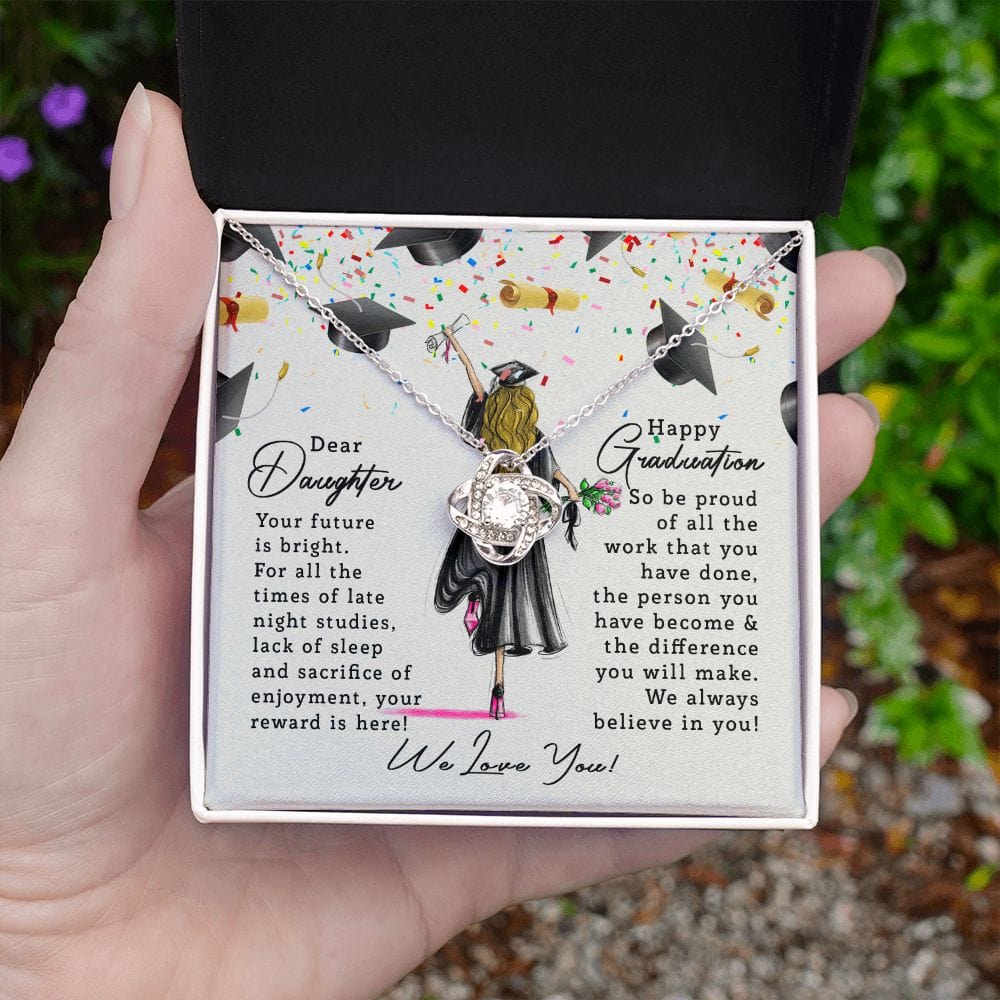 Dear
Daughter
Your future
is bright.
For all the
times of late
night studies,
lack of sleep
and sacrifice of
enjoyment, your
reward is here!
Happy
Graduation
So be proud
of all the
work that you
have done,
the person you
have become &
the difference
you will make.
We always
believe in you!
We Love You!